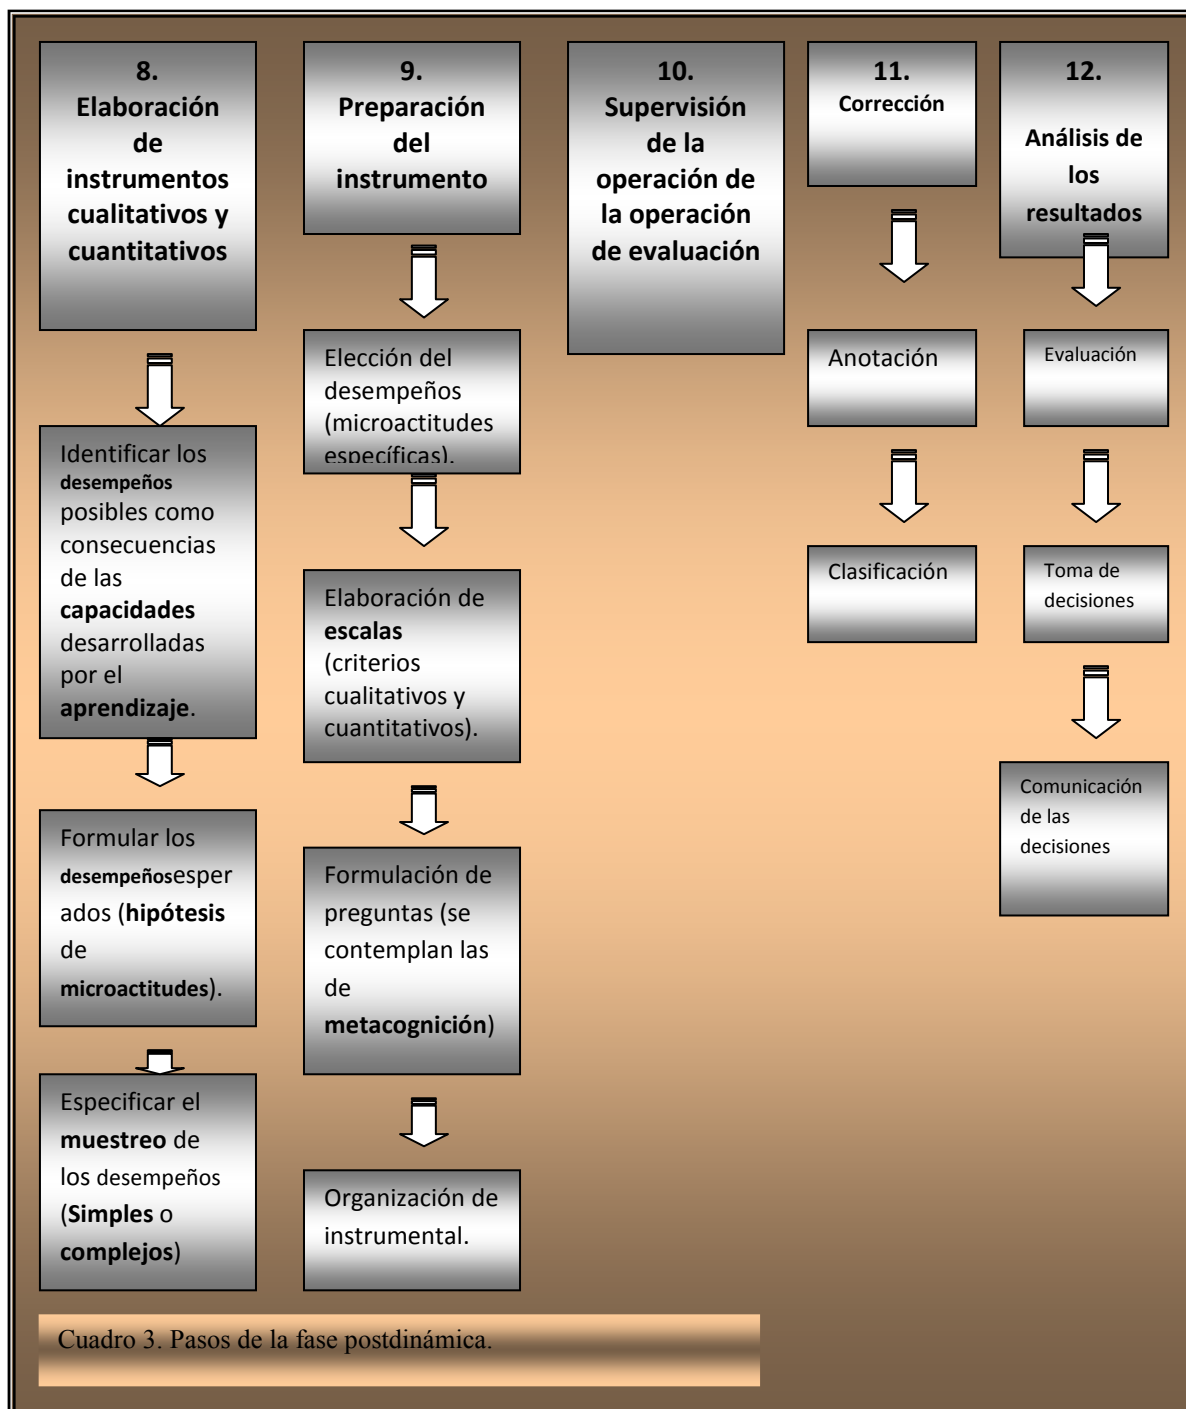 8.
Elaboración
de
instrumentos
cualitativos y
cuantitativos
Identificar los
desempeños
posibles como
consecuencias
de las
capacidades
desarrolladas
por el
aprendizaje.
Formular los
desempeñosesper
ados (hipótesis
de
microactitudes).
Especificar el
muestreo de
los desempeños
(Simples o
complejos)
9.
Preparación
del
instrumento
Elección del
desempeños
(microactitudes
específicas).
Elaboración de
escalas
(criterios
cualitativos y
cuantitativos).
Formulación de
preguntas (se
contemplan las
de
metacognición)
Organización de
instrumental.
10.
Supervisión
de la
operación de
la operación
de evaluación
11.
Corrección
Anotación
Clasificación
12.
Análisis de
los
resultados
Evaluación
Toma de
decisiones
Comunicación
de las
decisiones
Cuadro 3. Pasos de la fase postdinámica.